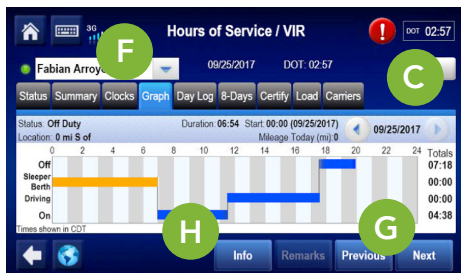 3G
Hours of Service / VIR
! DOT 02:57
F
Fabian Arroy
09/25/2017 DOT: 02:57
C
Status Summary Clocks Graph Day Log 8-Days Certify Load Carriers
Status: Off Duty Duration: 06:54 Start: 00:00 (09/25/2017)
Location: 0 mi S of Mileage Today (mi):0
09/25/2017
0 2 4 6 8 10 12 14 16 18 20 22 24 Totals
Off 07:18
Sleeper
Berth 00:00
Driving 00:00
On 04:38
Times shown in CDT
H
G
Info Remarks Previous Next